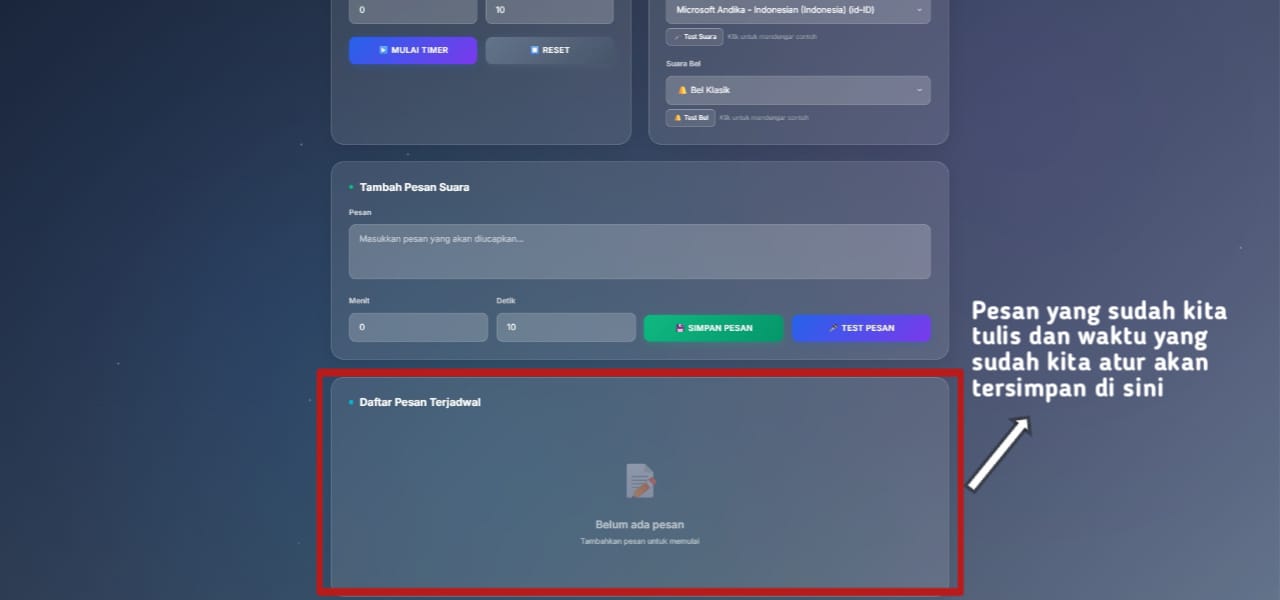 0
10
MULAI TIMER
RESET
Microsoft Andika - Indonesian (Indonesia) (id-ID)
Test Suara
Klik untuk mendengar contoh
Suara Bel
Bel Klasik
Test Bel
Klik untuk mendengar contoh
Tambah Pesan Suara
Pesan
Masukkan pesan yang akan diucapkan...
Menit
Detik
0
10
SIMPAN PESAN
TEST PESAN
Daftar Pesan Terjadwal
Belum ada pesan
Tambahkan pesan untuk memulai
Pesan yang sudah kita
tulis dan waktu yang
sudah kita atur akan
tersimpan di sini